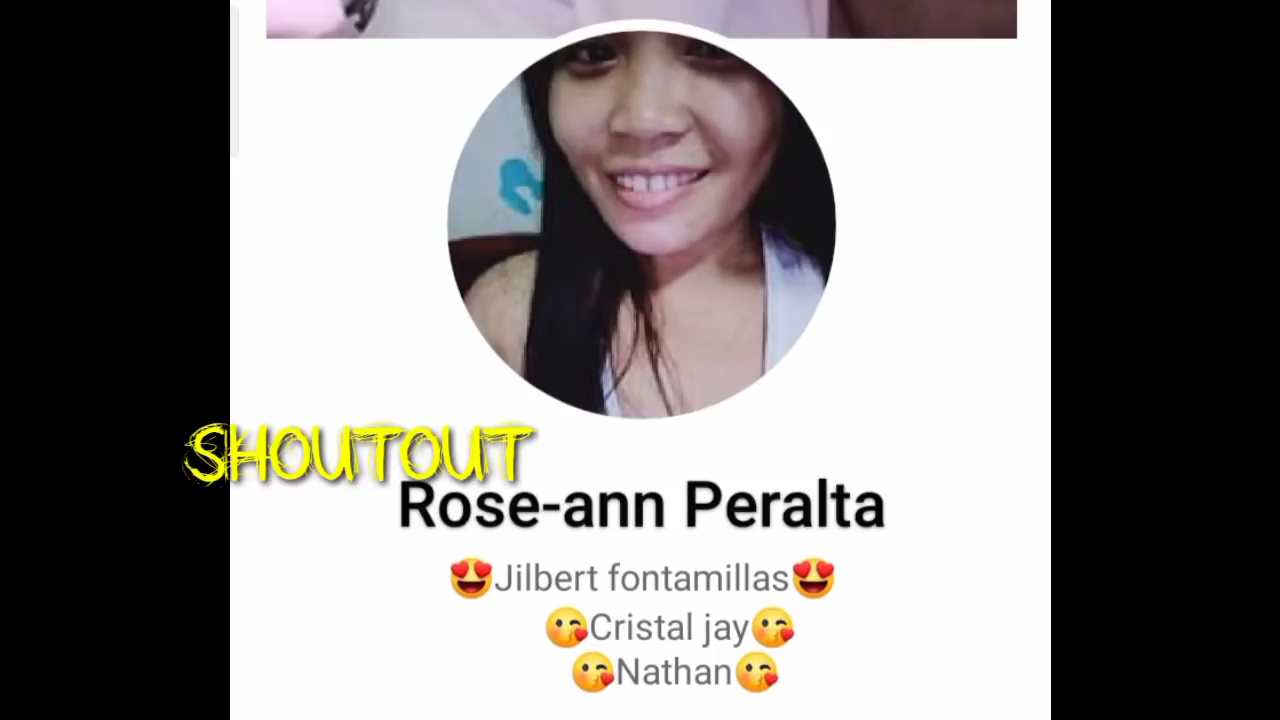 SHOUTOUT
Rose-ann Peralta
😍Jilbert fontamillas😍
😘Cristal jay😘
😘Nathan😘